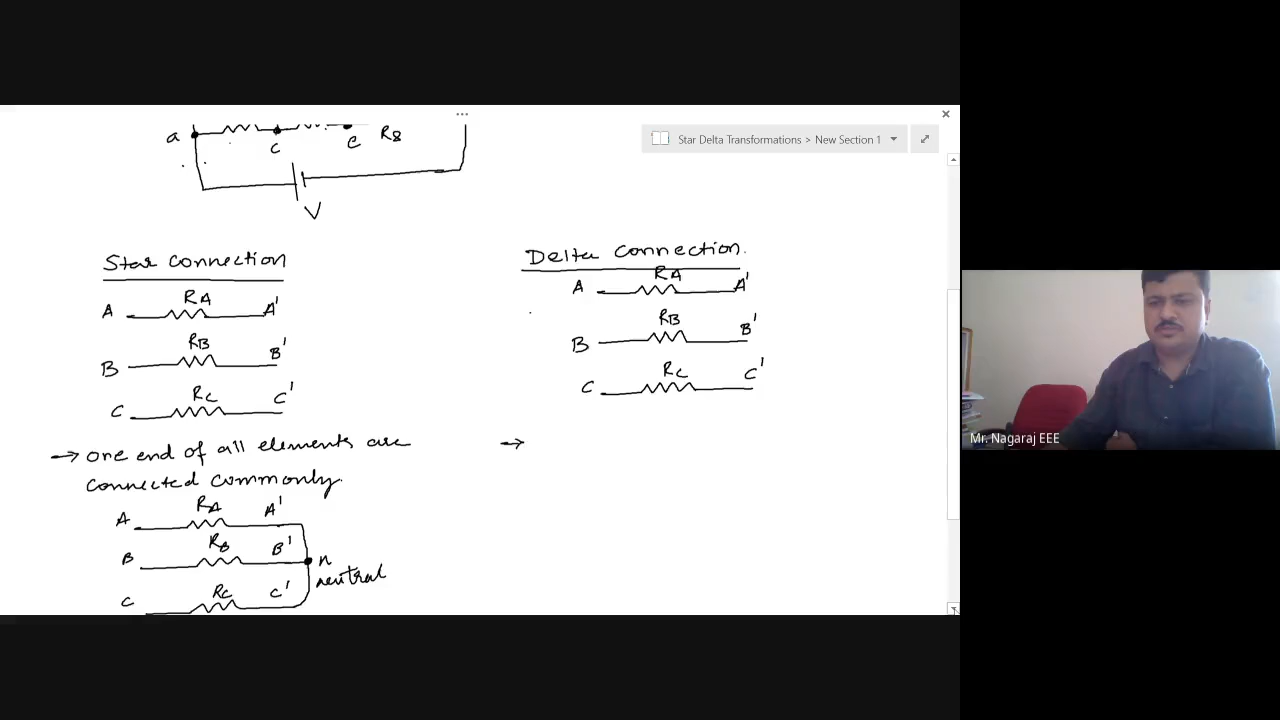 a
C
e
R8
V
Star Delta Transformations > New Section 1
Star connection
A RA A'
B RB B'
C RC C'
→ one end of all elements are
connected commonly.
A RA A'
B RB B'
n
neutral
C RC C'
Delta connection.
A RA A'
B RB B'
C RC C'
→
Mr. Nagaraj EEE